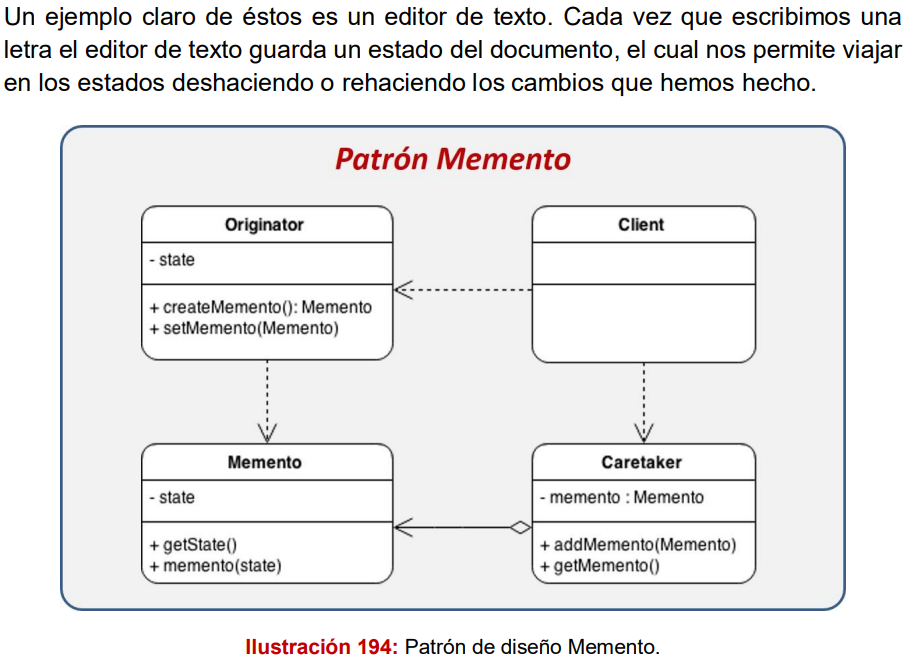 Un ejemplo claro de éstos es un editor de texto. Cada vez que escribimos una
letra el editor de texto guarda un estado del documento, el cual nos permite viajar
en los estados deshaciendo o rehaciendo los cambios que hemos hecho.
Patrón Memento
Originator
- state
+ createMemento(): Memento
+ setMemento(Memento)
Client
Memento
- state
+ getState()
+ memento(state)
Caretaker
- memento : Memento
+ addMemento(Memento)
+ getMemento()
Ilustración 194: Patrón de diseño Memento.